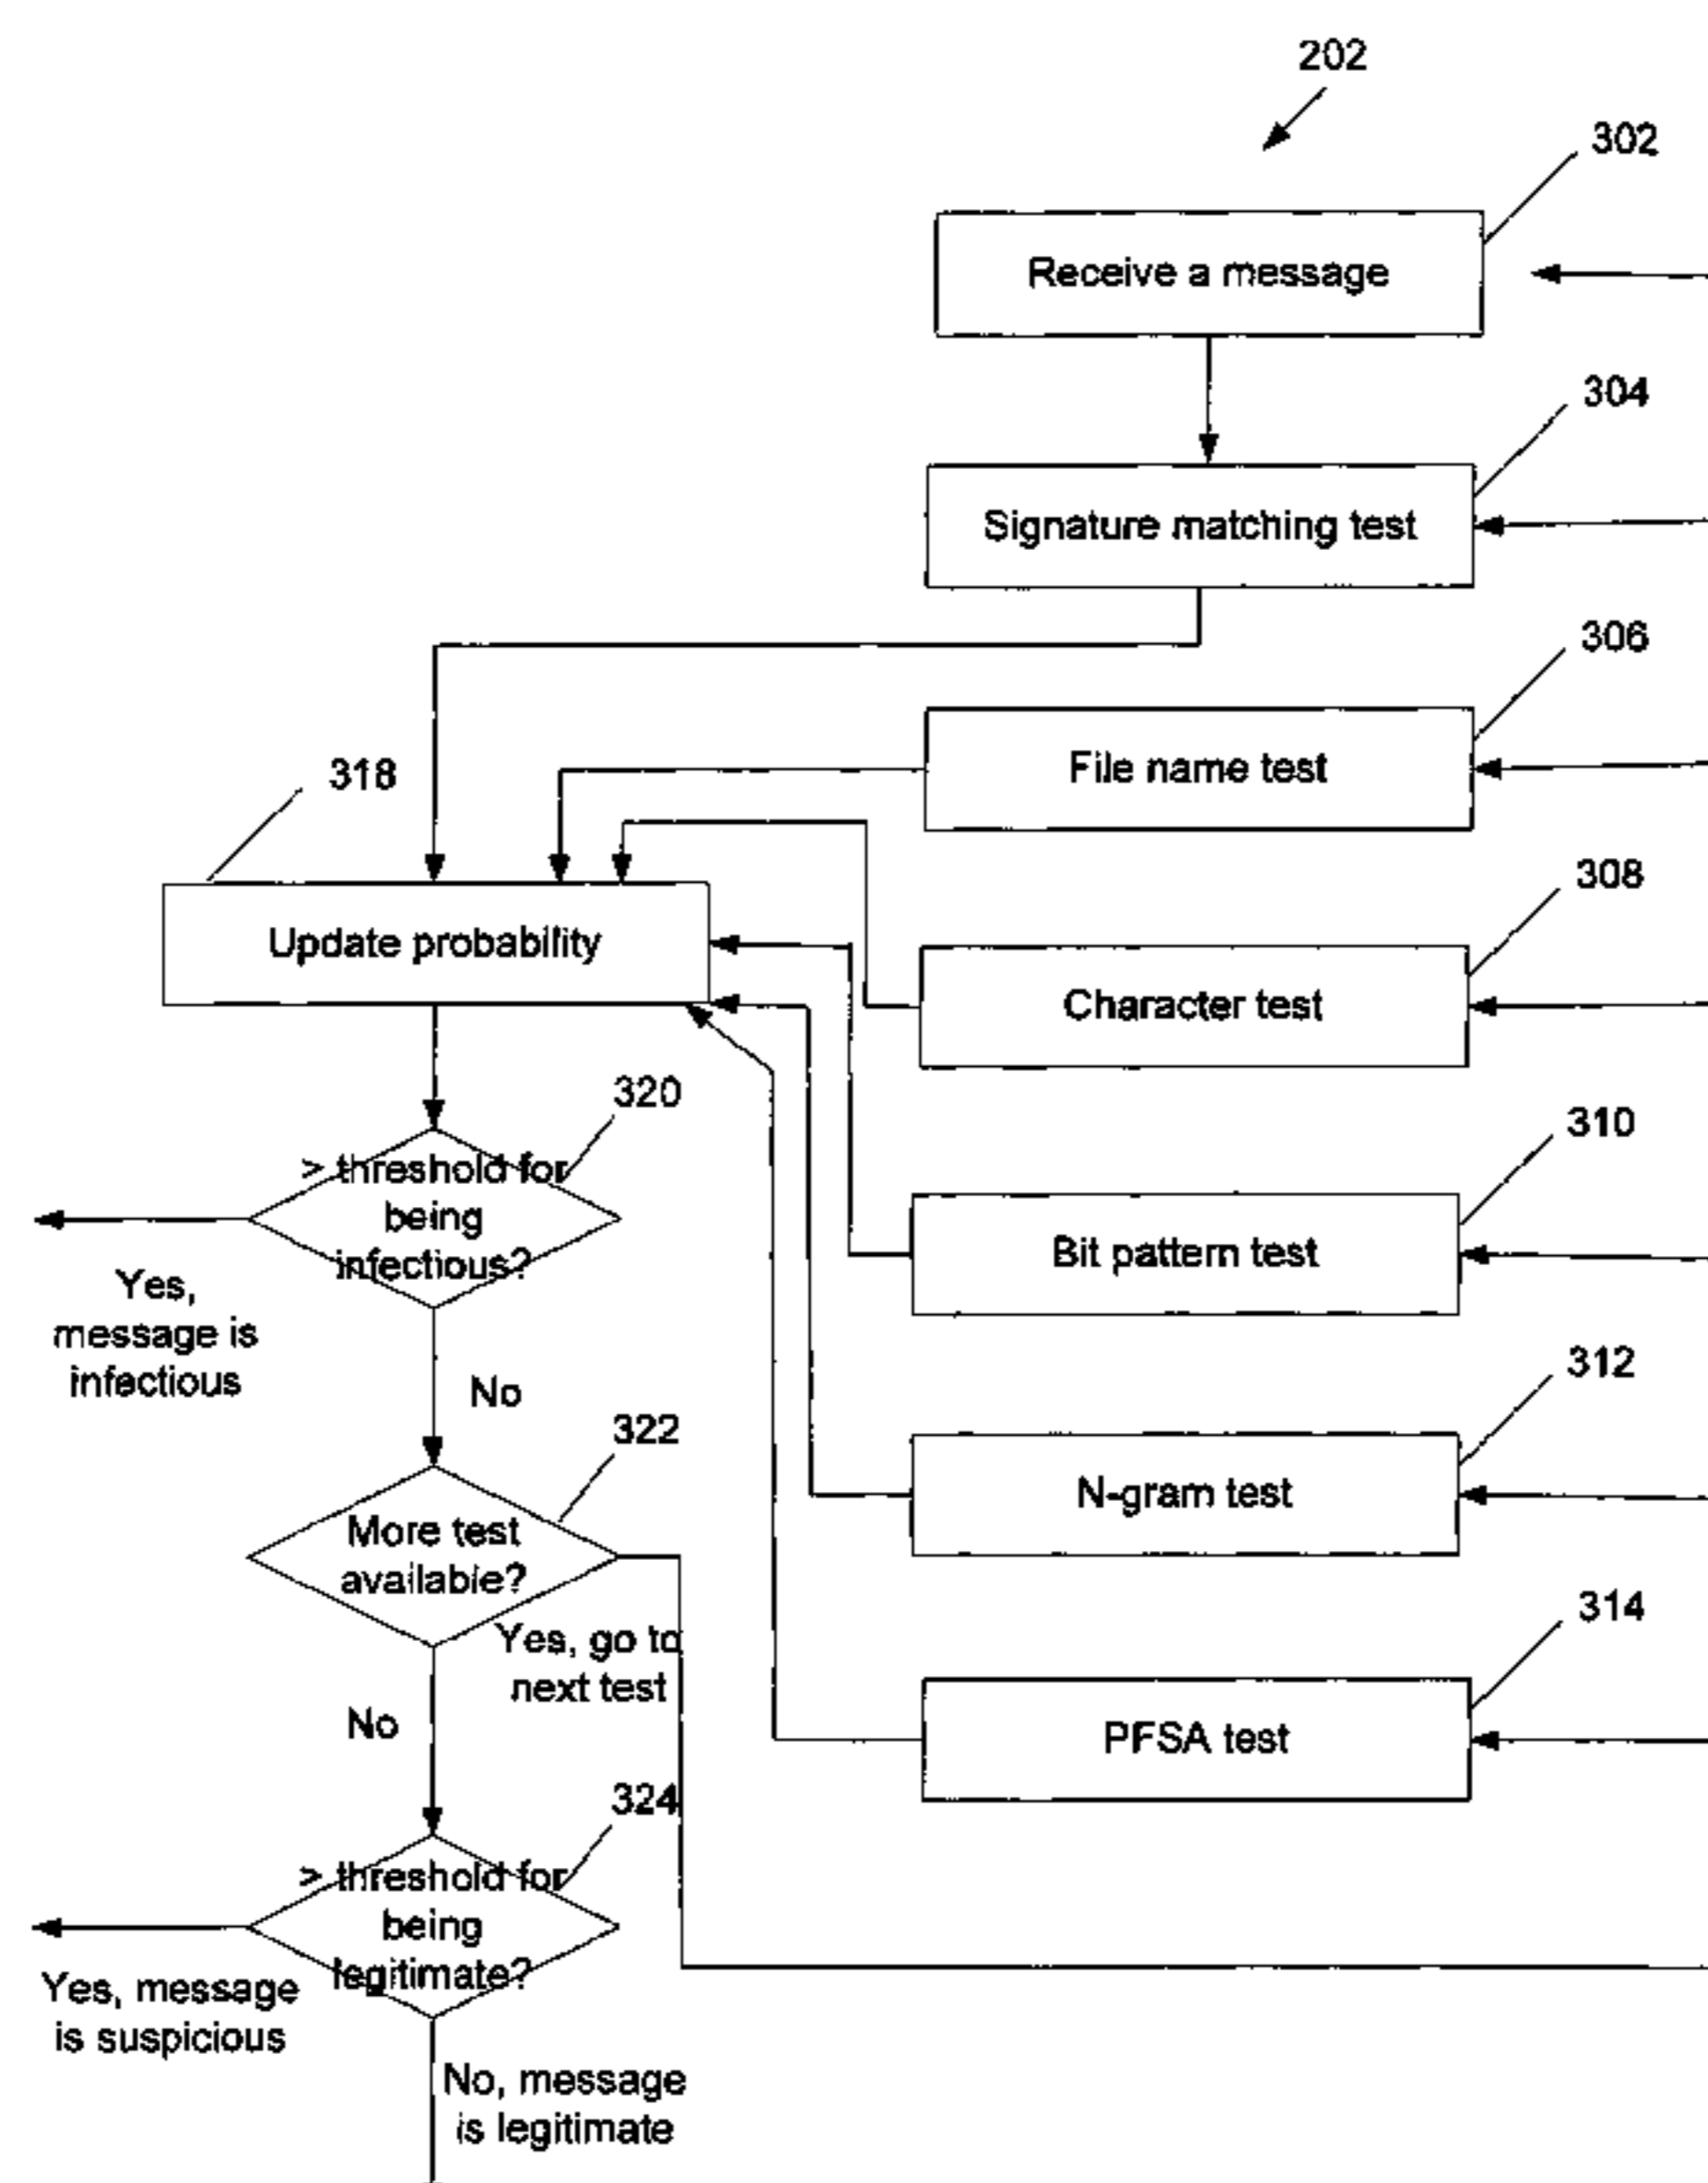 202
302
Receive a message
304
Signature matching test
306
File name test
318
Update probability
308
Character test
320
> threshold for
being
infectious?
Yes,
message is
infectious
No
310
Bit pattern test
312
N-gram test
322
More test
available?
Yes, go to
next test
No
314
PFSA test
324
> threshold for
being
legitimate?
Yes, message
is suspicious
No, message
is legitimate